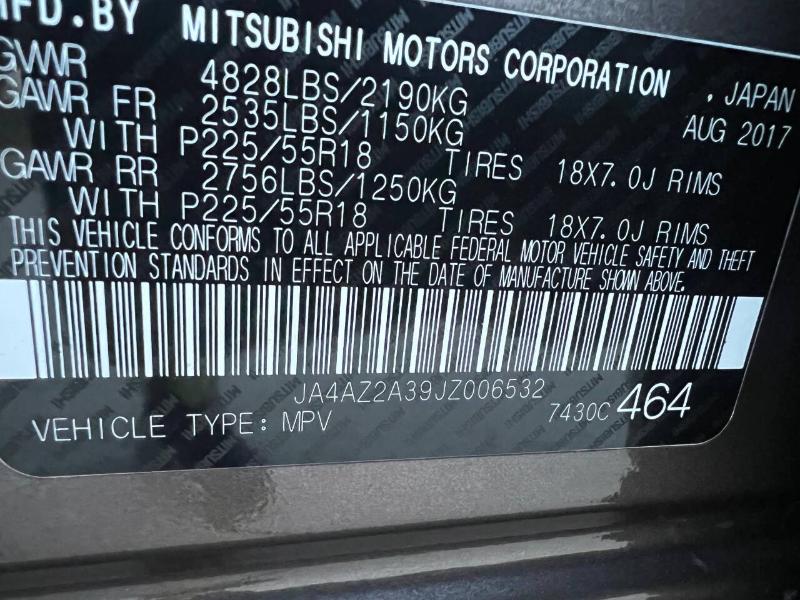 MFD.BY MITSUBISHI MOTORS CORPORATION , JAPAN
GVWR 4828LBS/2190KG AUG 2017
GAWR FR 2535LBS/1150KG
WITH P225/55R18 TIRES 18X7.0J RIMS
GAWR RR 2756LBS/1250KG
WITH P225/55R18 TIRES 18X7.0J RIMS
THIS VEHICLE CONFORMS TO ALL APPLICABLE FEDERAL MOTOR VEHICLE SAFETY AND THEFT
PREVENTION STANDARDS IN EFFECT ON THE DATE OF MANUFACTURE SHOWN ABOVE.
JA4AZ2A39JZ006532
VEHICLE TYPE: MPV 7430C 464